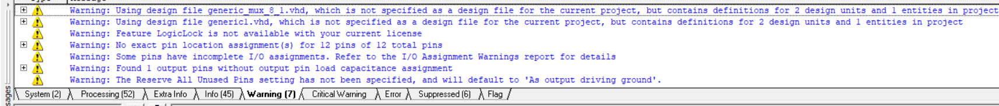 Warning: Using design file generic_mux_8_1.vhd, which is not specified as a design file for the current project, but contains definitions for 2 design units and 1 entities in project
Warning: Using design file generic1.vhd, which is not specified as a design file for the current project, but contains definitions for 2 design units and 1 entities in project
Warning: Feature LogicLock is not available with your current license
Warning: No exact pin location assignment(s) for 12 pins of 12 total pins
Warning: Some pins have incomplete I/O assignments. Refer to the I/O Assignment Warnings report for details
Warning: Found 1 output pins without output pin load capacitance assignment
Warning: The Reserve All Unused Pins setting has not been specified, and will default to 'As output driving ground'.
System (2) Processing (52) Extra Info Info (45) Warning (7) Critical Warning Error Suppressed (6) Flag